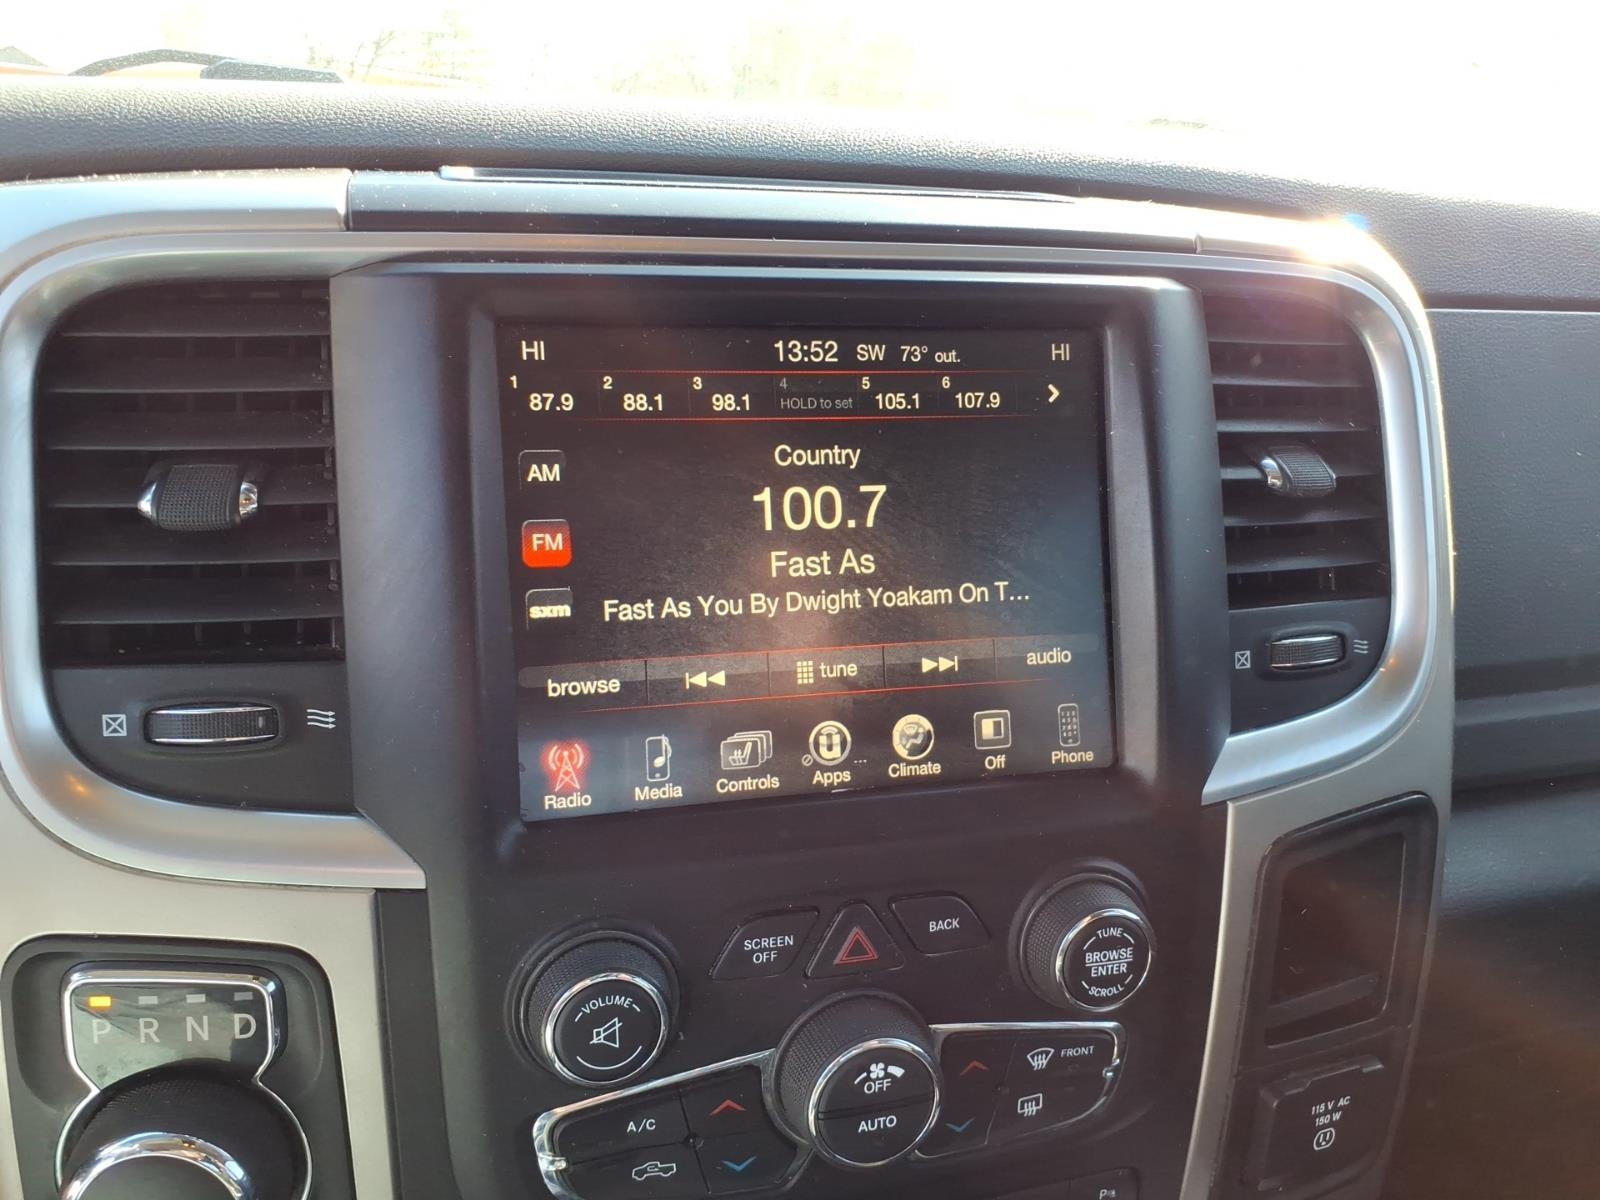 HI 13:52 SW 73° out. HI
1 87.9 2 88.1 3 98.1 4 HOLD to set 5 105.1 6 107.9
AM
FM
sxm
Country
100.7
Fast As
Fast As You By Dwight Yoakam On T...
browse tune audio
Radio Media Controls Apps ... Climate Off Phone
SCREEN
OFF
BACK
VOLUME
TUNE
BROWSE
ENTER
SCROLL
P R N D
OFF
AUTO
A/C
FRONT
115 V AC
150 W
P